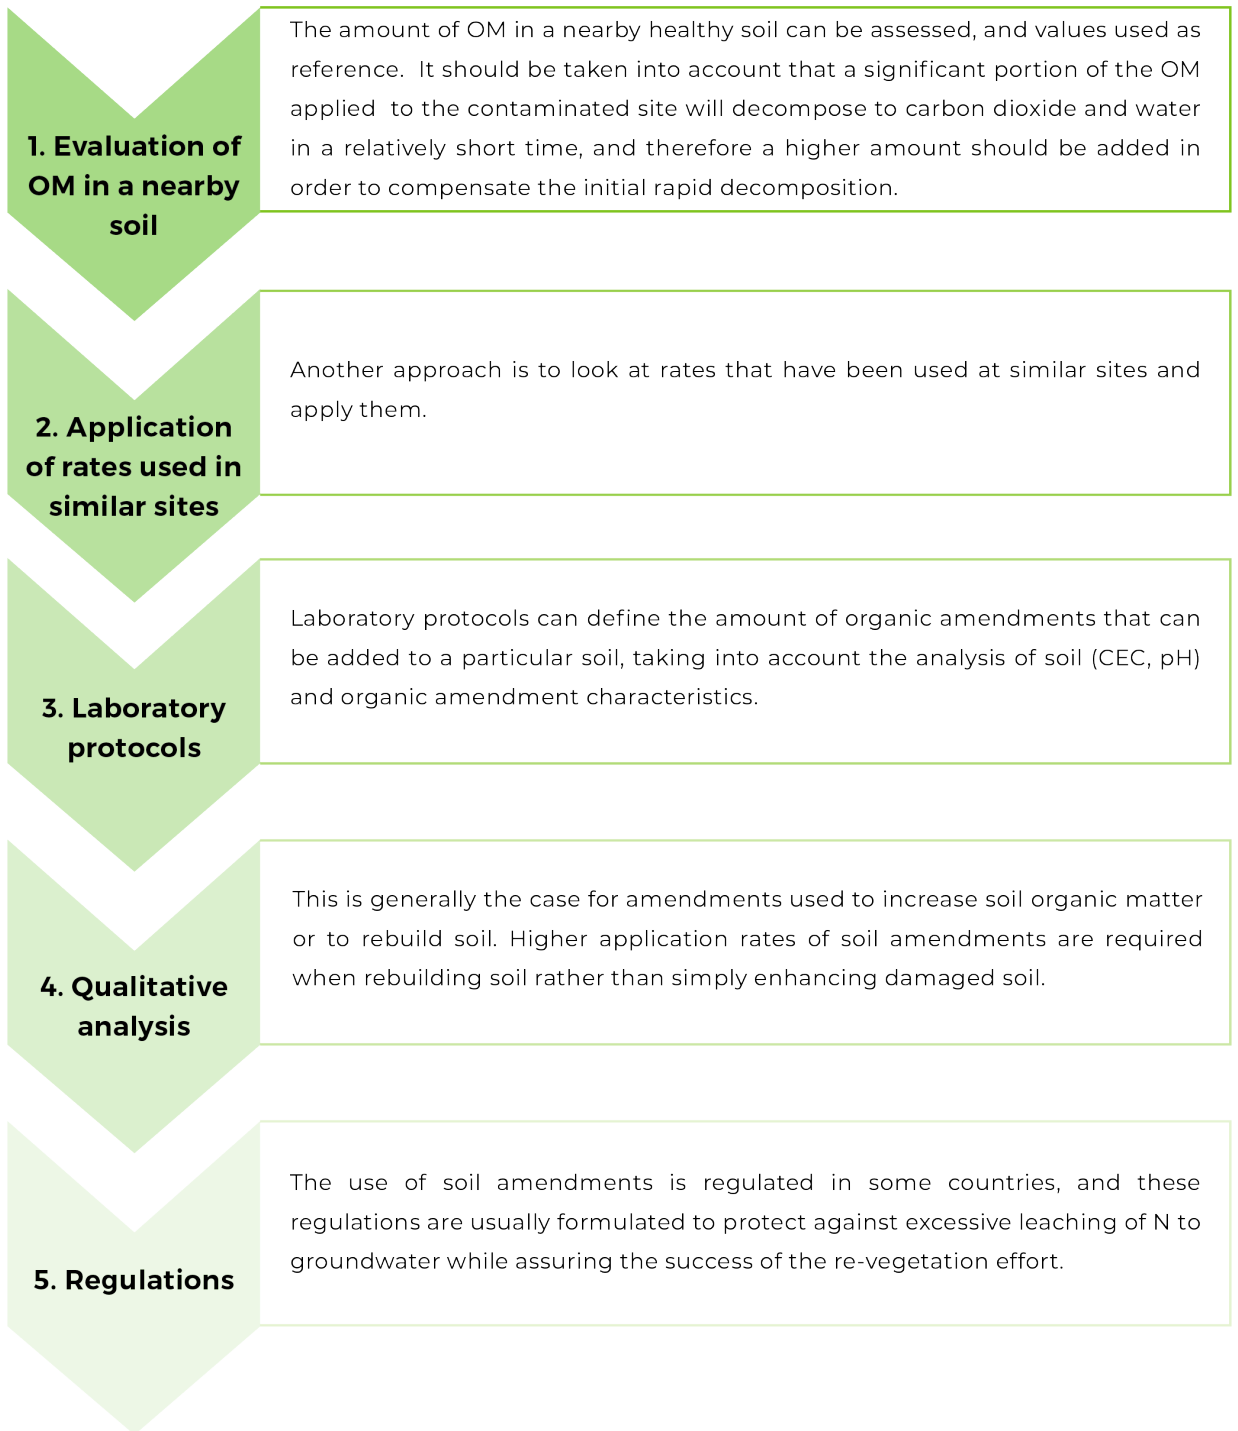 1. Evaluation of
OM in a nearby
soil
The amount of OM in a nearby healthy soil can be assessed, and values used as
reference.  It should be taken into account that a significant portion of the OM
applied  to the contaminated site will decompose to carbon dioxide and water
in a relatively short time, and therefore a higher amount should be added in
order to compensate the initial rapid decomposition.
2. Application
of rates used in
similar sites
Another approach is to look at rates that have been used at similar sites and
apply them.
3. Laboratory
protocols
Laboratory protocols can define the amount of organic amendments that can
be added to a particular soil, taking into account the analysis of soil (CEC, pH)
and organic amendment characteristics.
4. Qualitative
analysis
This is generally the case for amendments used to increase soil organic matter
or to rebuild soil. Higher application rates of soil amendments are required
when rebuilding soil rather than simply enhancing damaged soil.
5. Regulations
The use of soil amendments is regulated in some countries, and these
regulations are usually formulated to protect against excessive leaching of N to
groundwater while assuring the success of the re-vegetation effort.